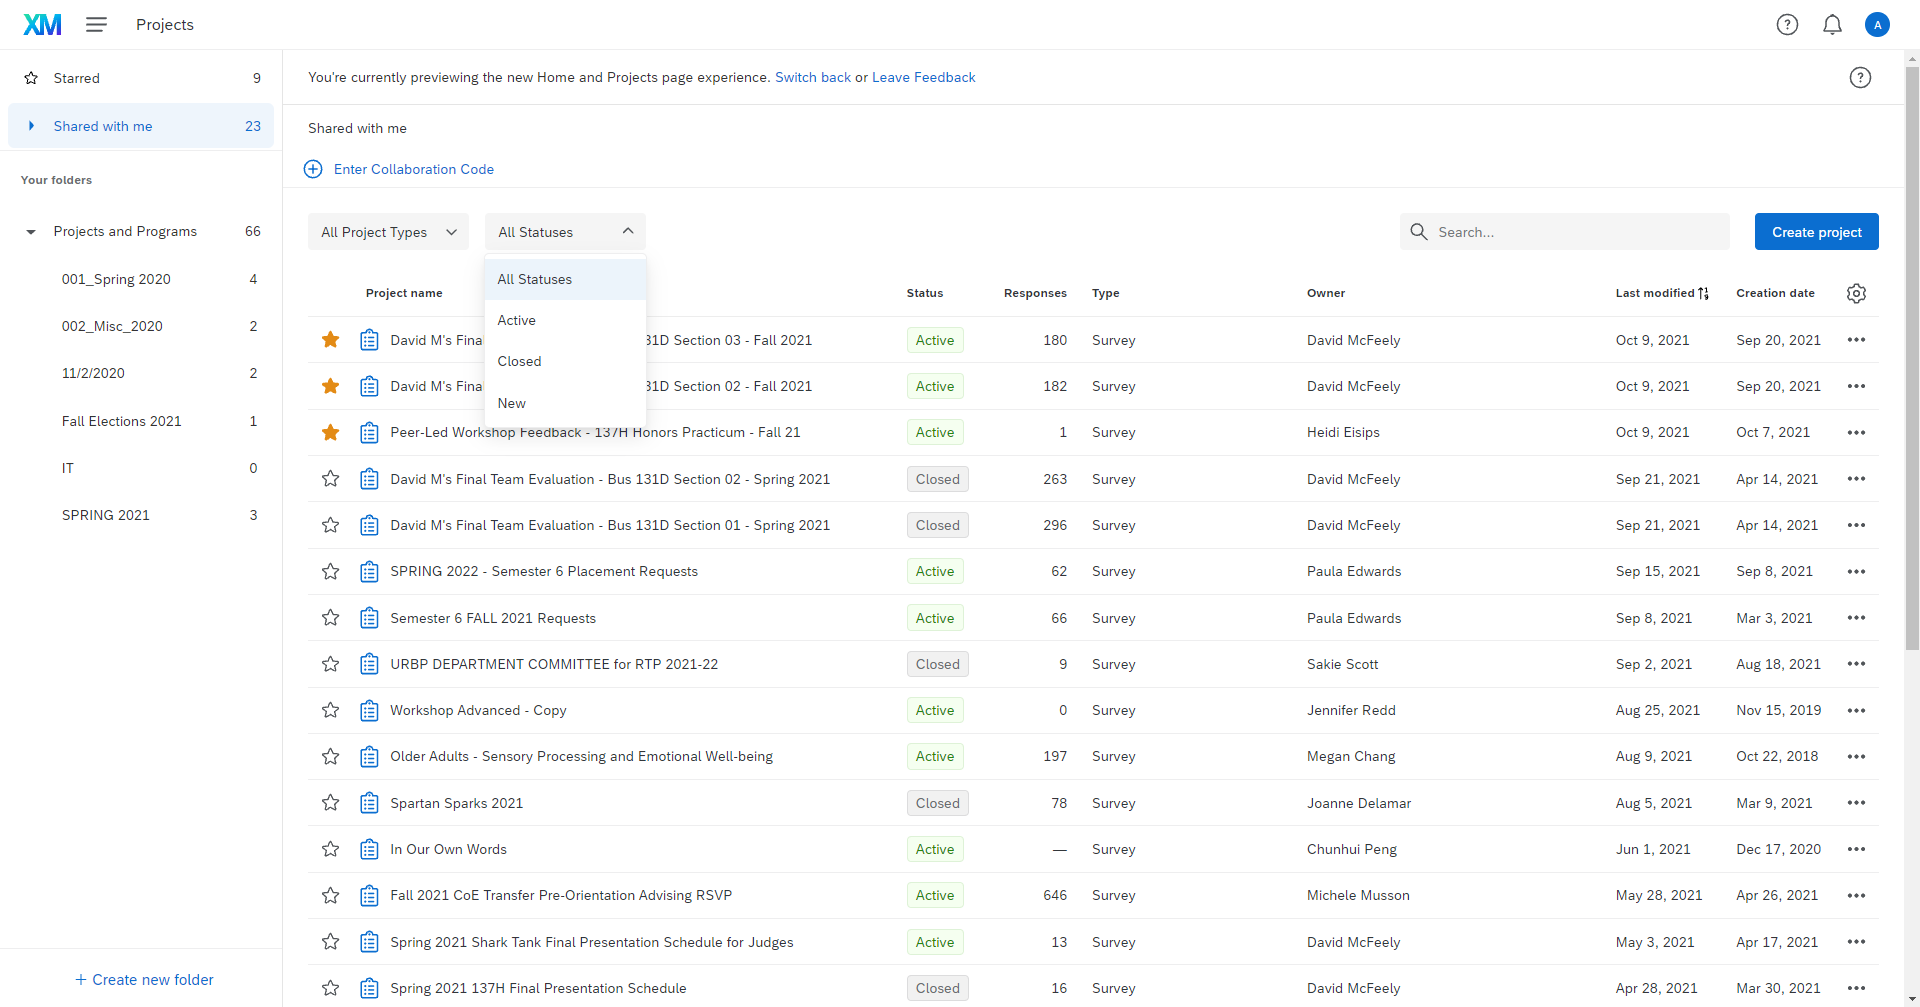 XM Projects A
Starred 9
Shared with me 23
Your folders
Projects and Programs 66
001_Spring 2020 4
002_Misc_2020 2
11/2/2020 2
Fall Elections 2021 1
IT 0
SPRING 2021 3
+ Create new folder
You're currently previewing the new Home and Projects page experience. Switch back or Leave Feedback
Shared with me
Enter Collaboration Code
All Project Types All Statuses Search... Create project
All Statuses
Active
Closed
New
Project name Status Responses Type Owner Last modified Creation date
David M's Fina 31D Section 03 - Fall 2021 Active 180 Survey David McFeely Oct 9, 2021 Sep 20, 2021
David M's Fina 31D Section 02 - Fall 2021 Active 182 Survey David McFeely Oct 9, 2021 Sep 20, 2021
Peer-Led Workshop Feedback - 137H Honors Practicum - Fall 21 Active 1 Survey Heidi Eisips Oct 9, 2021 Oct 7, 2021
David M's Final Team Evaluation - Bus 131D Section 02 - Spring 2021 Closed 263 Survey David McFeely Sep 21, 2021 Apr 14, 2021
David M's Final Team Evaluation - Bus 131D Section 01 - Spring 2021 Closed 296 Survey David McFeely Sep 21, 2021 Apr 14, 2021
SPRING 2022 - Semester 6 Placement Requests Active 62 Survey Paula Edwards Sep 15, 2021 Sep 8, 2021
Semester 6 FALL 2021 Requests Active 66 Survey Paula Edwards Sep 8, 2021 Mar 3, 2021
URBP DEPARTMENT COMMITTEE for RTP 2021-22 Closed 9 Survey Sakie Scott Sep 2, 2021 Aug 18, 2021
Workshop Advanced - Copy Active 0 Survey Jennifer Redd Aug 25, 2021 Nov 15, 2019
Older Adults - Sensory Processing and Emotional Well-being Active 197 Survey Megan Chang Aug 9, 2021 Oct 22, 2018
Spartan Sparks 2021 Closed 78 Survey Joanne Delamar Aug 5, 2021 Mar 9, 2021
In Our Own Words Active — Survey Chunhui Peng Jun 1, 2021 Dec 17, 2020
Fall 2021 CoE Transfer Pre-Orientation Advising RSVP Active 646 Survey Michele Musson May 28, 2021 Apr 26, 2021
Spring 2021 Shark Tank Final Presentation Schedule for Judges Active 13 Survey David McFeely May 3, 2021 Apr 17, 2021
Spring 2021 137H Final Presentation Schedule Closed 16 Survey David McFeely Apr 28, 2021 Mar 30, 2021